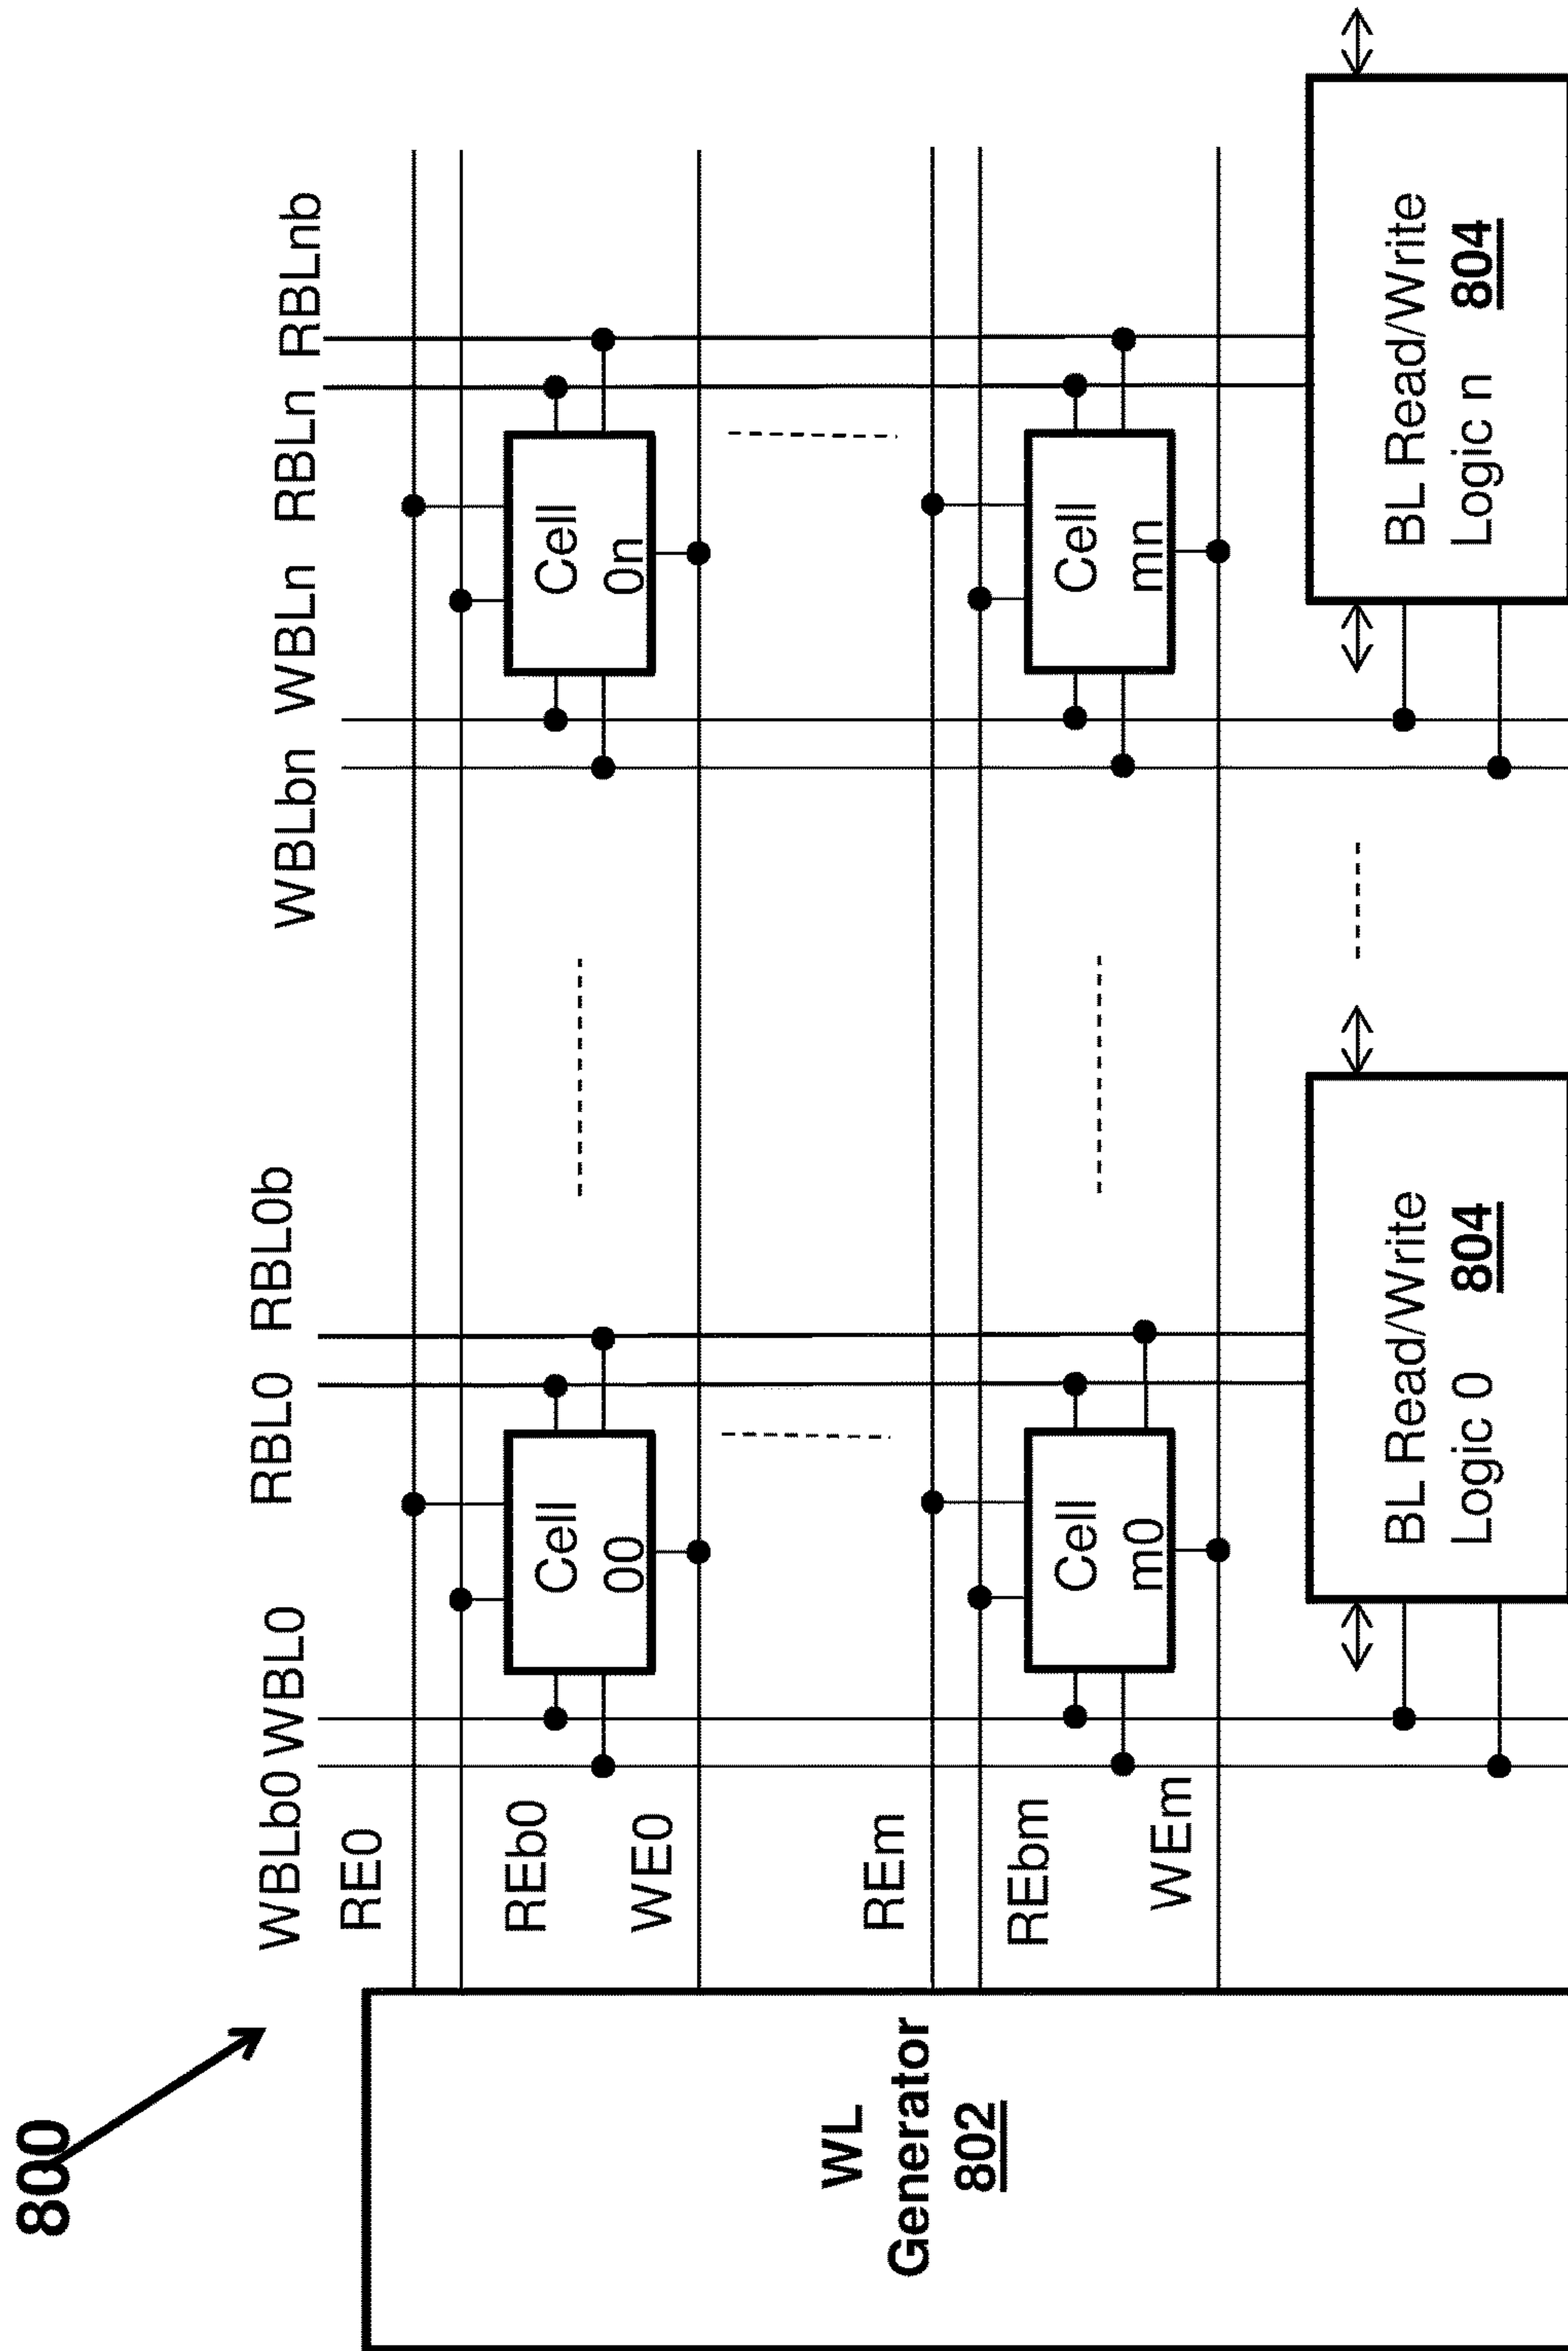 800
WBLb0 WBL0 RBL0 RBL0b WBLbn WBLn RBLn RBLnb
RE0
REb0
Cell
00
Cell
0n
WE0
REm
REbm
Cell
m0
Cell
mn
WEm
WL
Generator
802
BL Read/Write
Logic 0 804
BL Read/Write
Logic n 804